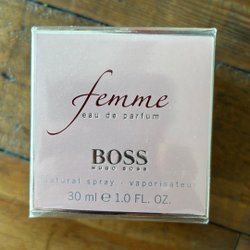 femme
eau de parfum
BOSS
HUGO BOSS
natural spray - vaporisateur
30 ml e 1.0 FL. OZ.